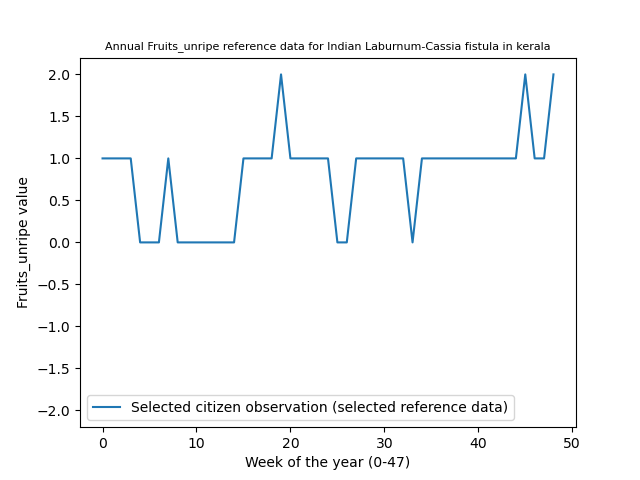 Annual Fruits_unripe reference data for Indian Laburnum-Cassia fistula in kerala
2.0
1.5
1.0
0.5
0.0
−0.5
−1.0
−1.5
−2.0
Fruits_unripe value
Selected citizen observation (selected reference data)
0 10 20 30 40 50
Week of the year (0-47)